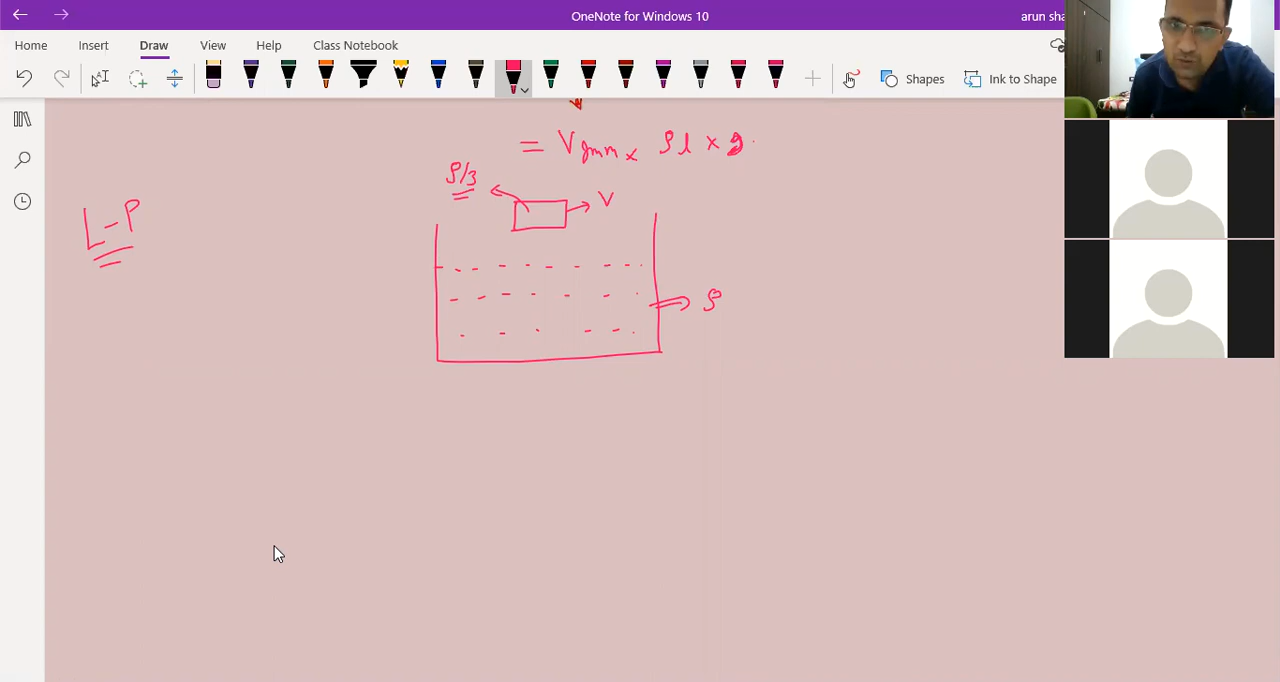 OneNote for Windows 10
arun sha
Home Insert Draw View Help Class Notebook
Shapes Ink to Shape
= Vimm × ρl × g
ρ/3
V
L-P
ρ